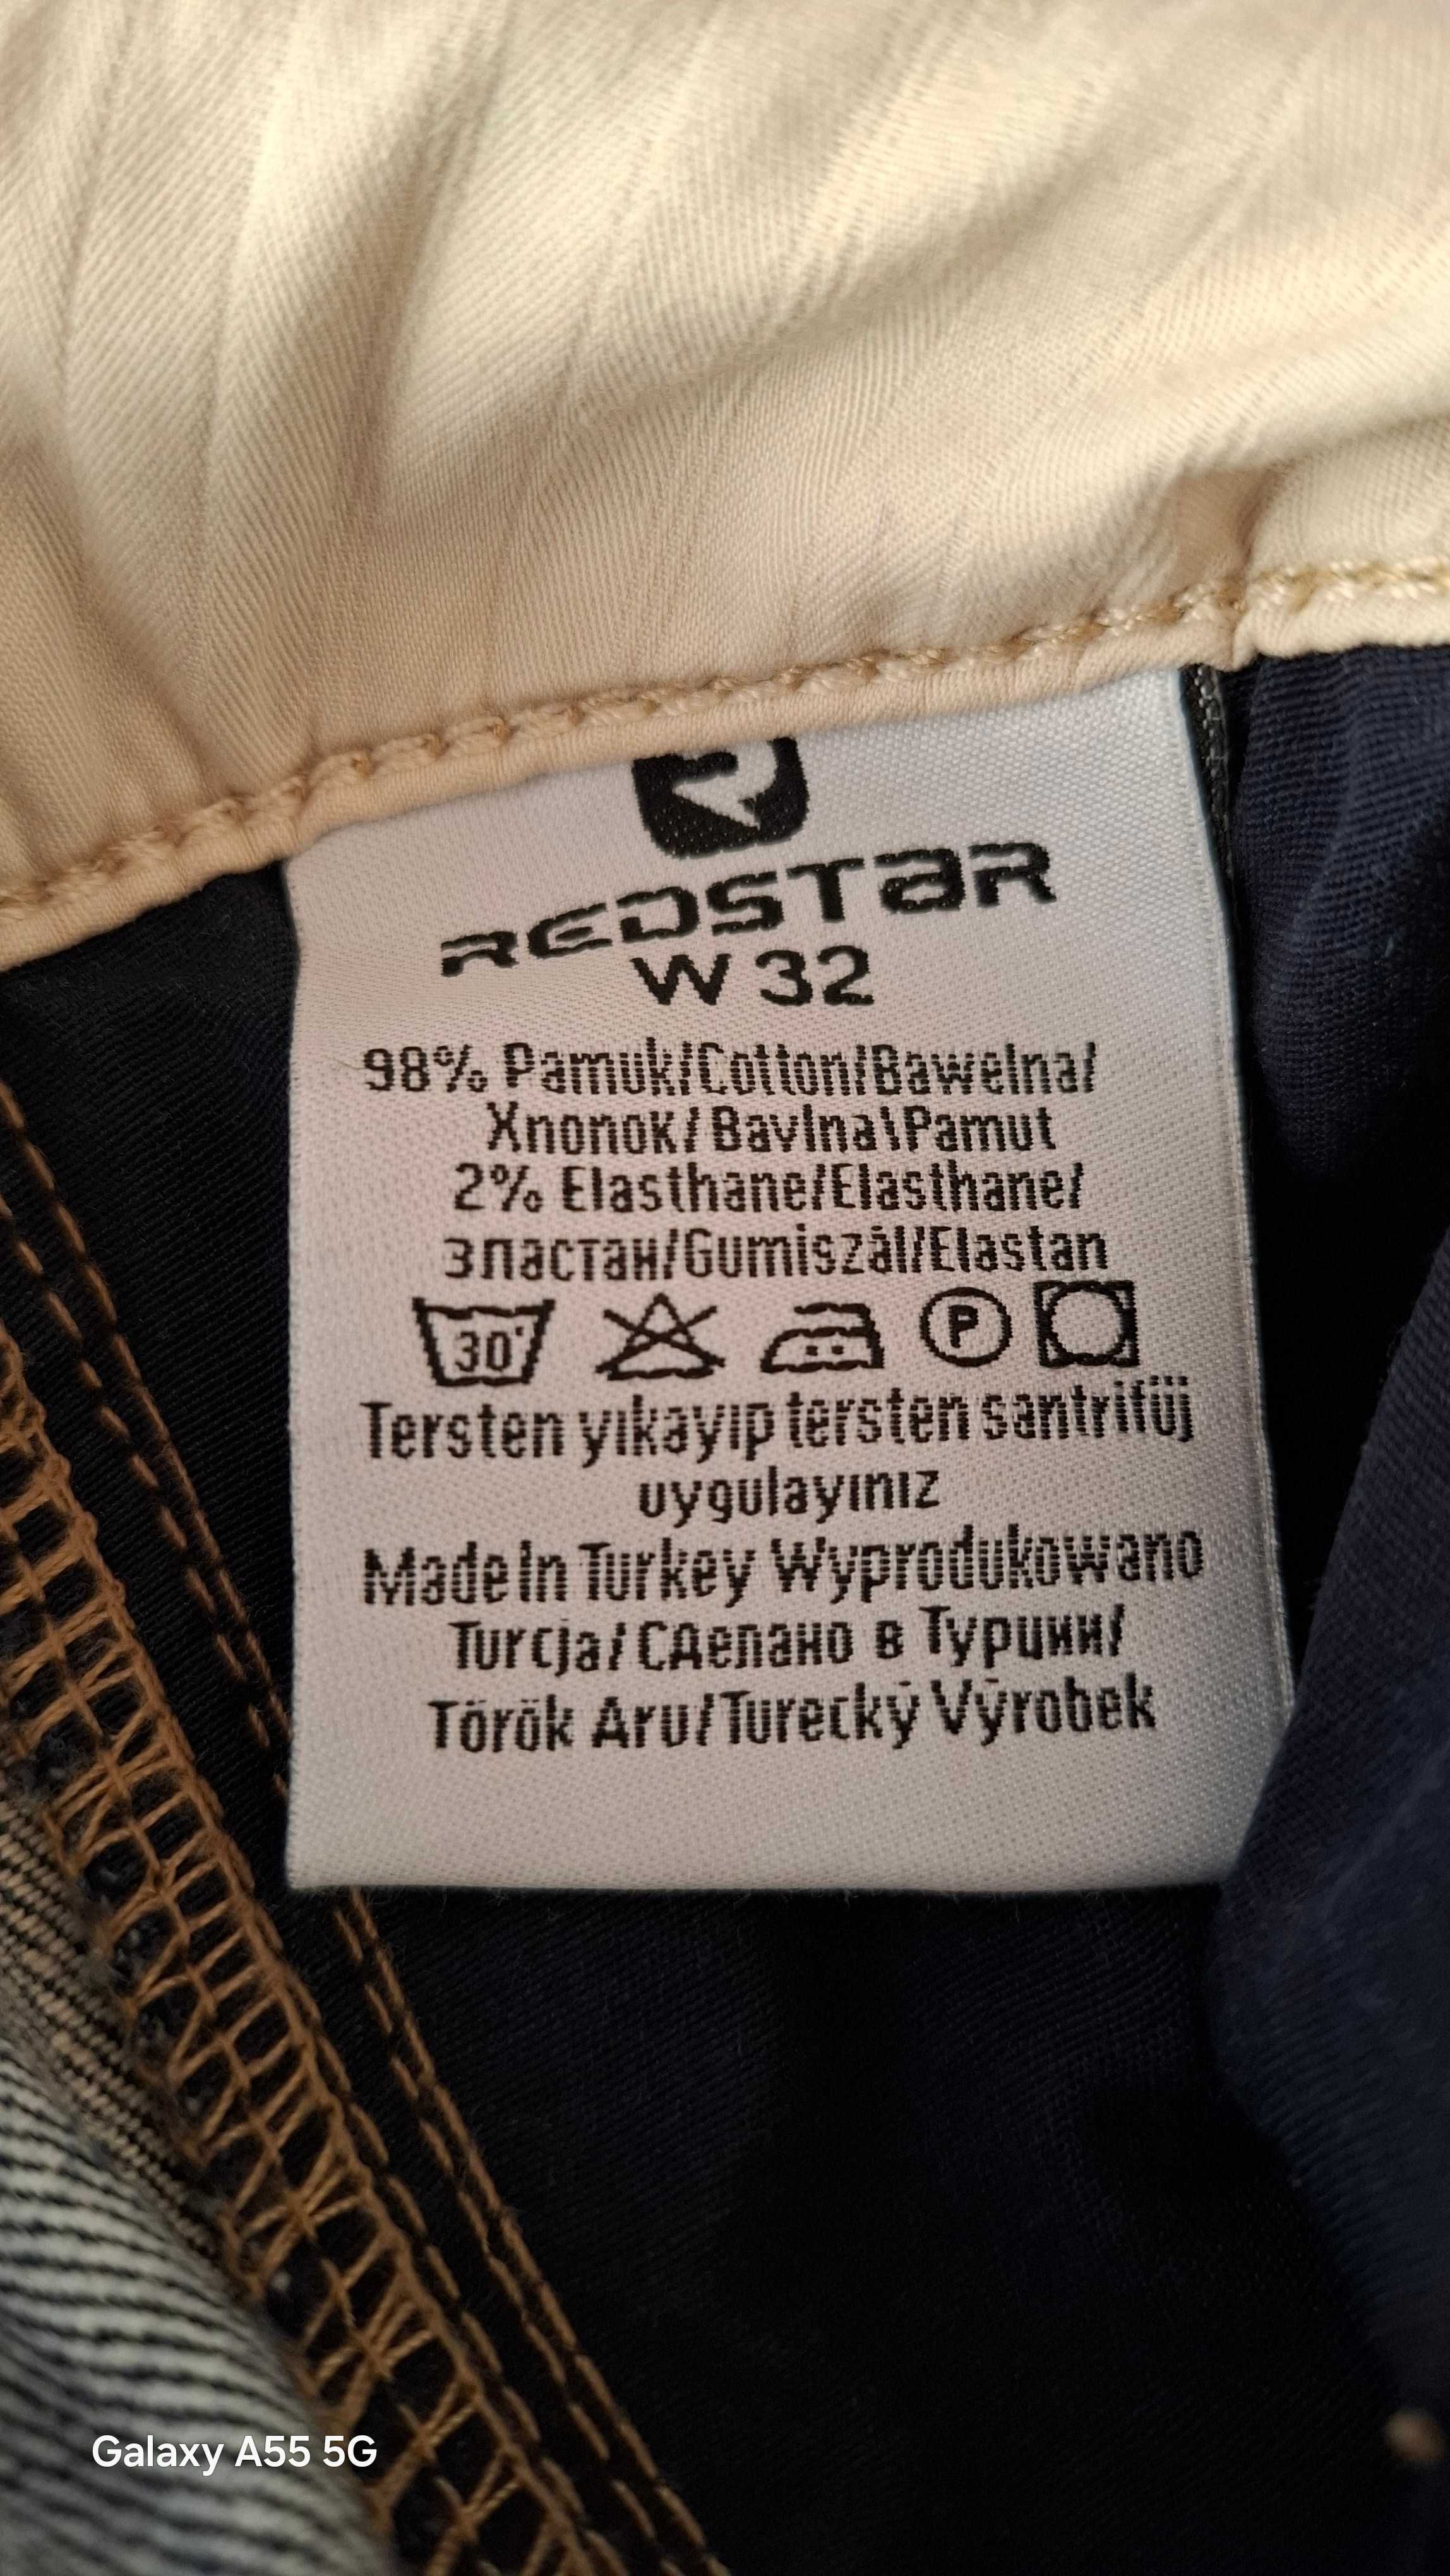 REDSTAR
W 32
98% Pamuk/Cotton/Bawelna/
Xnonok/Bavlna\Pamut
2% Elasthane/Elasthane/
зластан/Gumiszál/Elastan
30°
P
Tersten yıkayıp tersten santrifüj
uygulayınız
Made In Turkey Wyprodukowano
Turcja/ СДелано в Турции/
Török Aru/Turecký Výrobek
Galaxy A55 5G